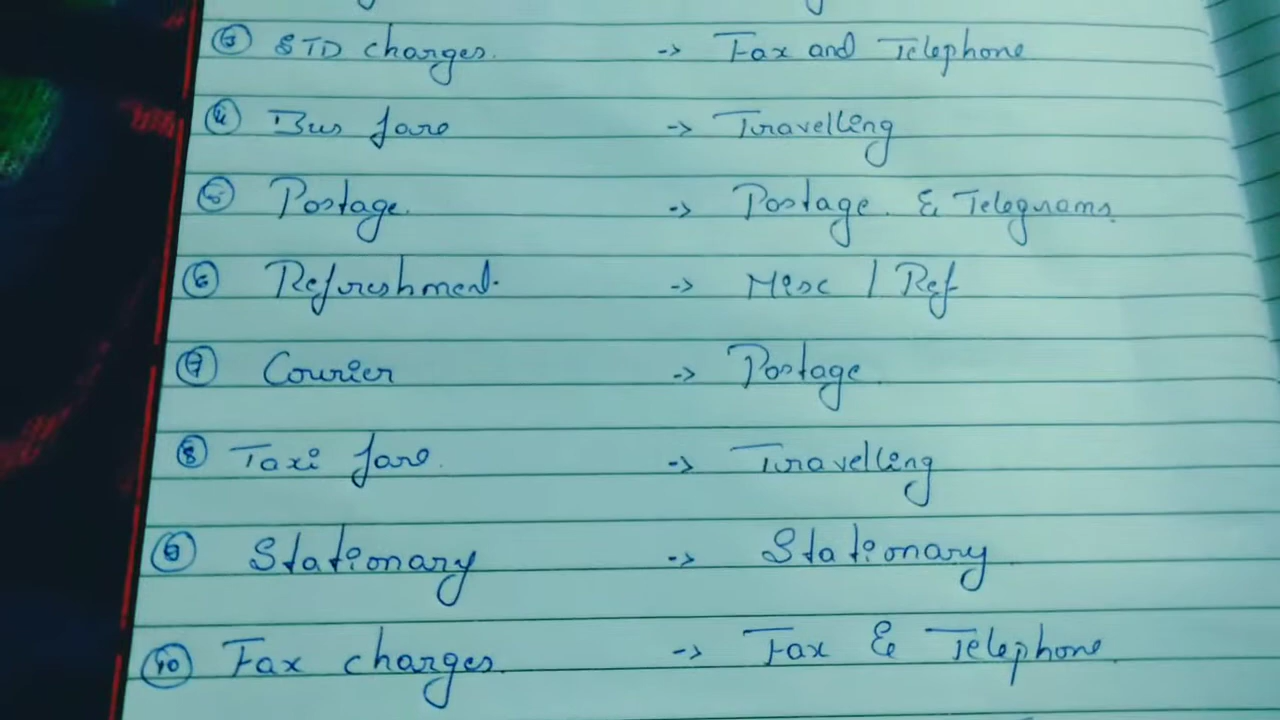 ③ STD charges. -> Fax and Telephone
④ Bus fare -> Travelling
⑤ Postage. -> Postage & Telegrams.
⑥ Refreshment. -> Misc / Ref
⑦ Courier -> Postage.
⑧ Taxi fare. -> Travelling
⑨ Stationary -> Stationary.
⑩ Fax charges. -> Fax & Telephone.